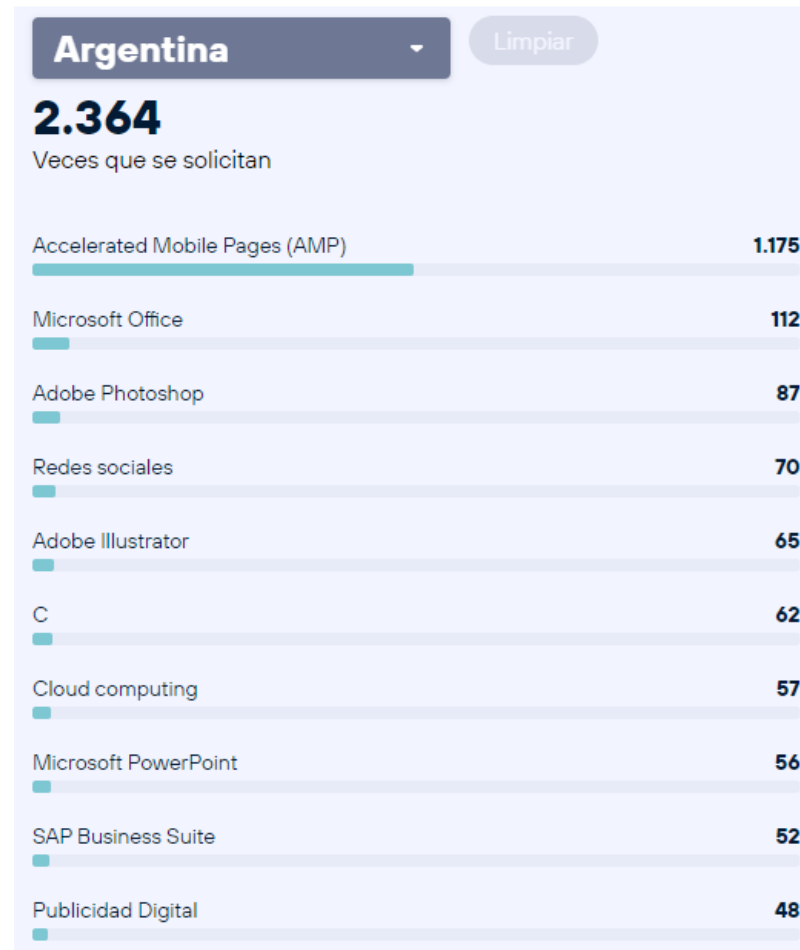 Argentina
Limpiar
2.364
Veces que se solicitan
Accelerated Mobile Pages (AMP) 1.175
Microsoft Office 112
Adobe Photoshop 87
Redes sociales 70
Adobe Illustrator 65
C 62
Cloud computing 57
Microsoft PowerPoint 56
SAP Business Suite 52
Publicidad Digital 48